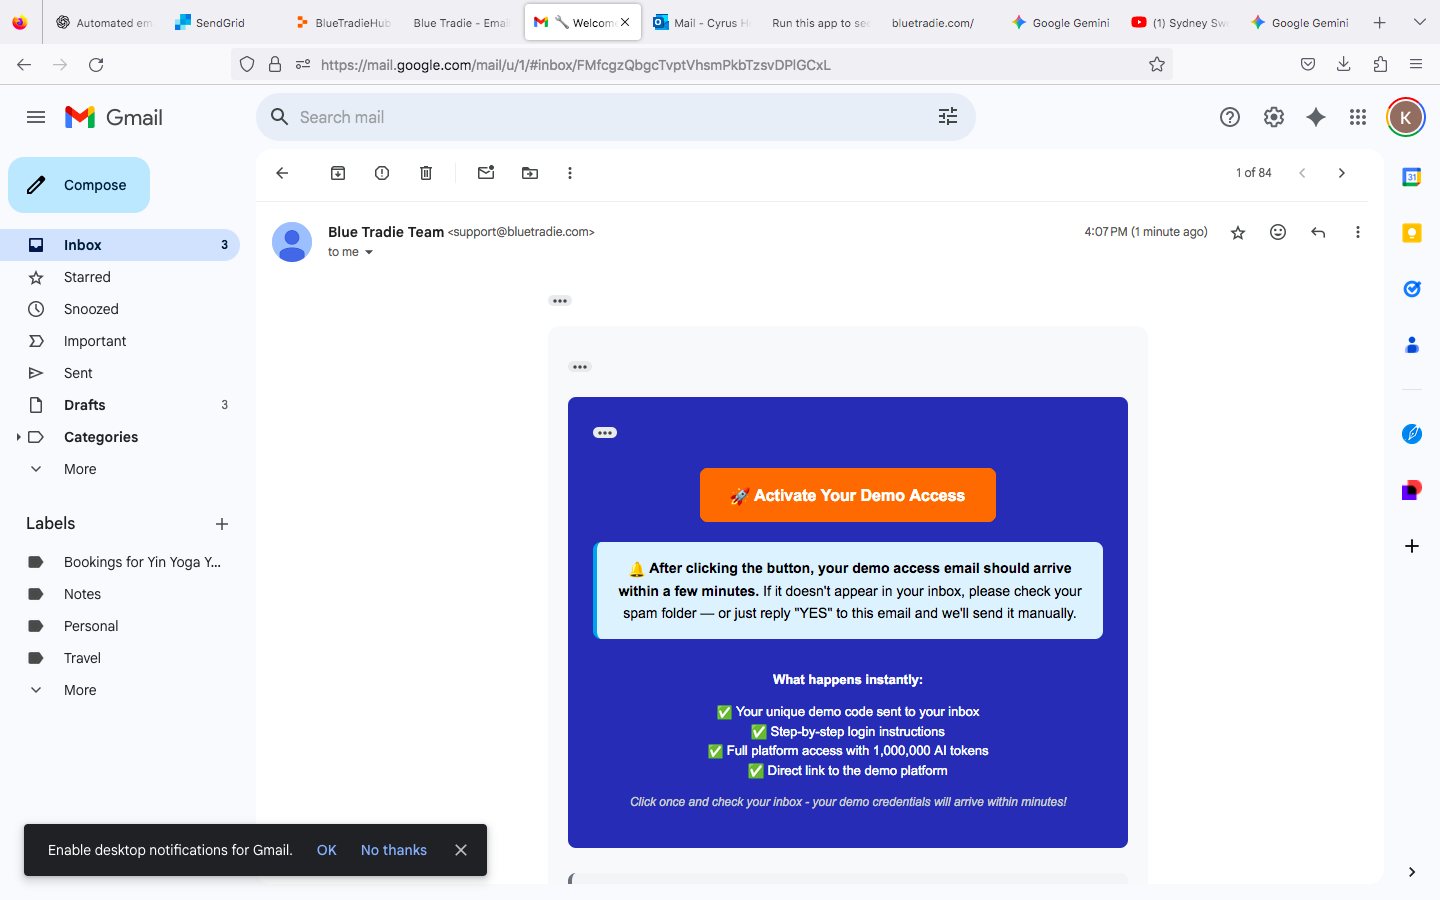 Automated em
SendGrid
BlueTradieHub
Blue Tradie - Email
Welcome
Mail - Cyrus H
Run this app to see
bluetradie.com/
Google Gemini
(1) Sydney Swe
Google Gemini
https://mail.google.com/mail/u/1/#inbox/FMfcgzQbgcTvptVhsmPkbTzsvDPlGCxL
Gmail
Search mail
K
Compose
1 of 84
31
Inbox 3
Starred
Snoozed
Important
Sent
Drafts 3
Categories
More
Labels
Bookings for Yin Yoga Y...
Notes
Personal
Travel
More
Blue Tradie Team <support@bluetradie.com>
4:07 PM (1 minute ago)
to me
🚀 Activate Your Demo Access
🔔 After clicking the button, your demo access email should arrive
within a few minutes. If it doesn't appear in your inbox, please check your
spam folder — or just reply "YES" to this email and we'll send it manually.
What happens instantly:
✅ Your unique demo code sent to your inbox
✅ Step-by-step login instructions
✅ Full platform access with 1,000,000 AI tokens
✅ Direct link to the demo platform
Click once and check your inbox - your demo credentials will arrive within minutes!
Enable desktop notifications for Gmail. OK No thanks